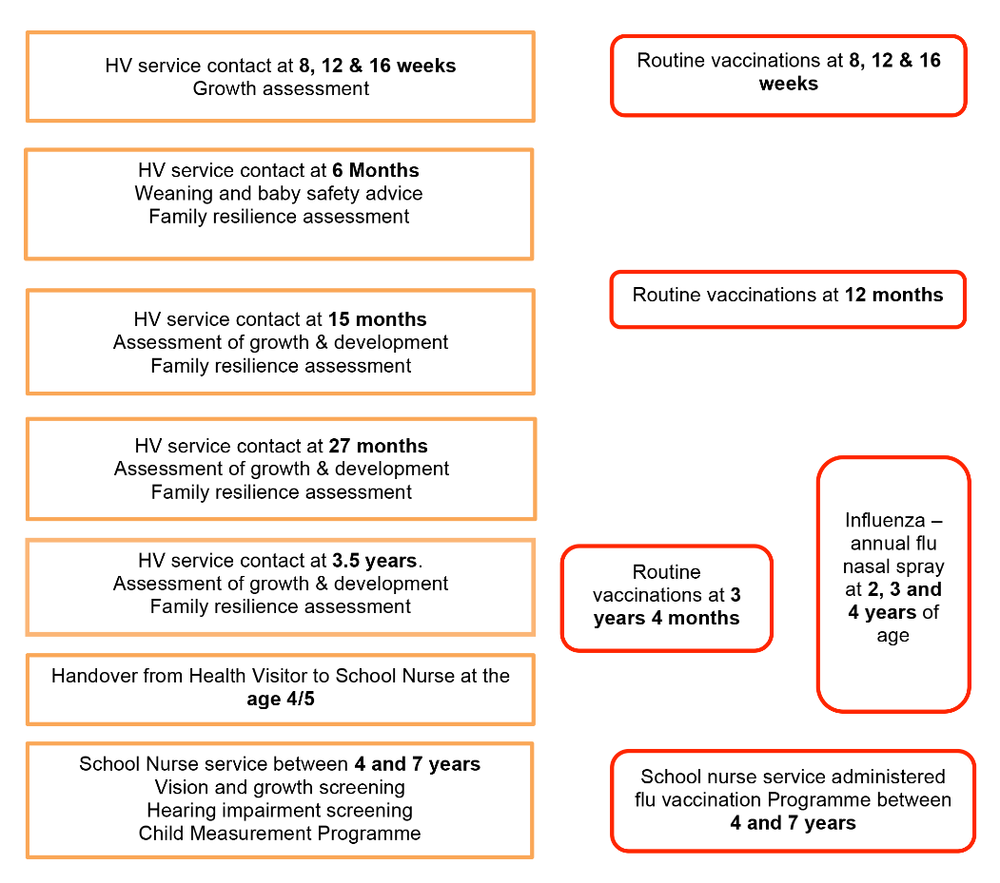 HV service contact at 8, 12 & 16 weeks
Growth assessment
Routine vaccinations at 8, 12 & 16
weeks
HV service contact at 6 Months
Weaning and baby safety advice
Family resilience assessment
Routine vaccinations at 12 months
HV service contact at 15 months
Assessment of growth & development
Family resilience assessment
HV service contact at 27 months
Assessment of growth & development
Family resilience assessment
Influenza –
annual flu
nasal spray
at 2, 3 and
4 years of
age
HV service contact at 3.5 years.
Assessment of growth & development
Family resilience assessment
Routine
vaccinations at 3
years 4 months
Handover from Health Visitor to School Nurse at the
age 4/5
School Nurse service between 4 and 7 years
Vision and growth screening
Hearing impairment screening
Child Measurement Programme
School nurse service administered
flu vaccination Programme between
4 and 7 years